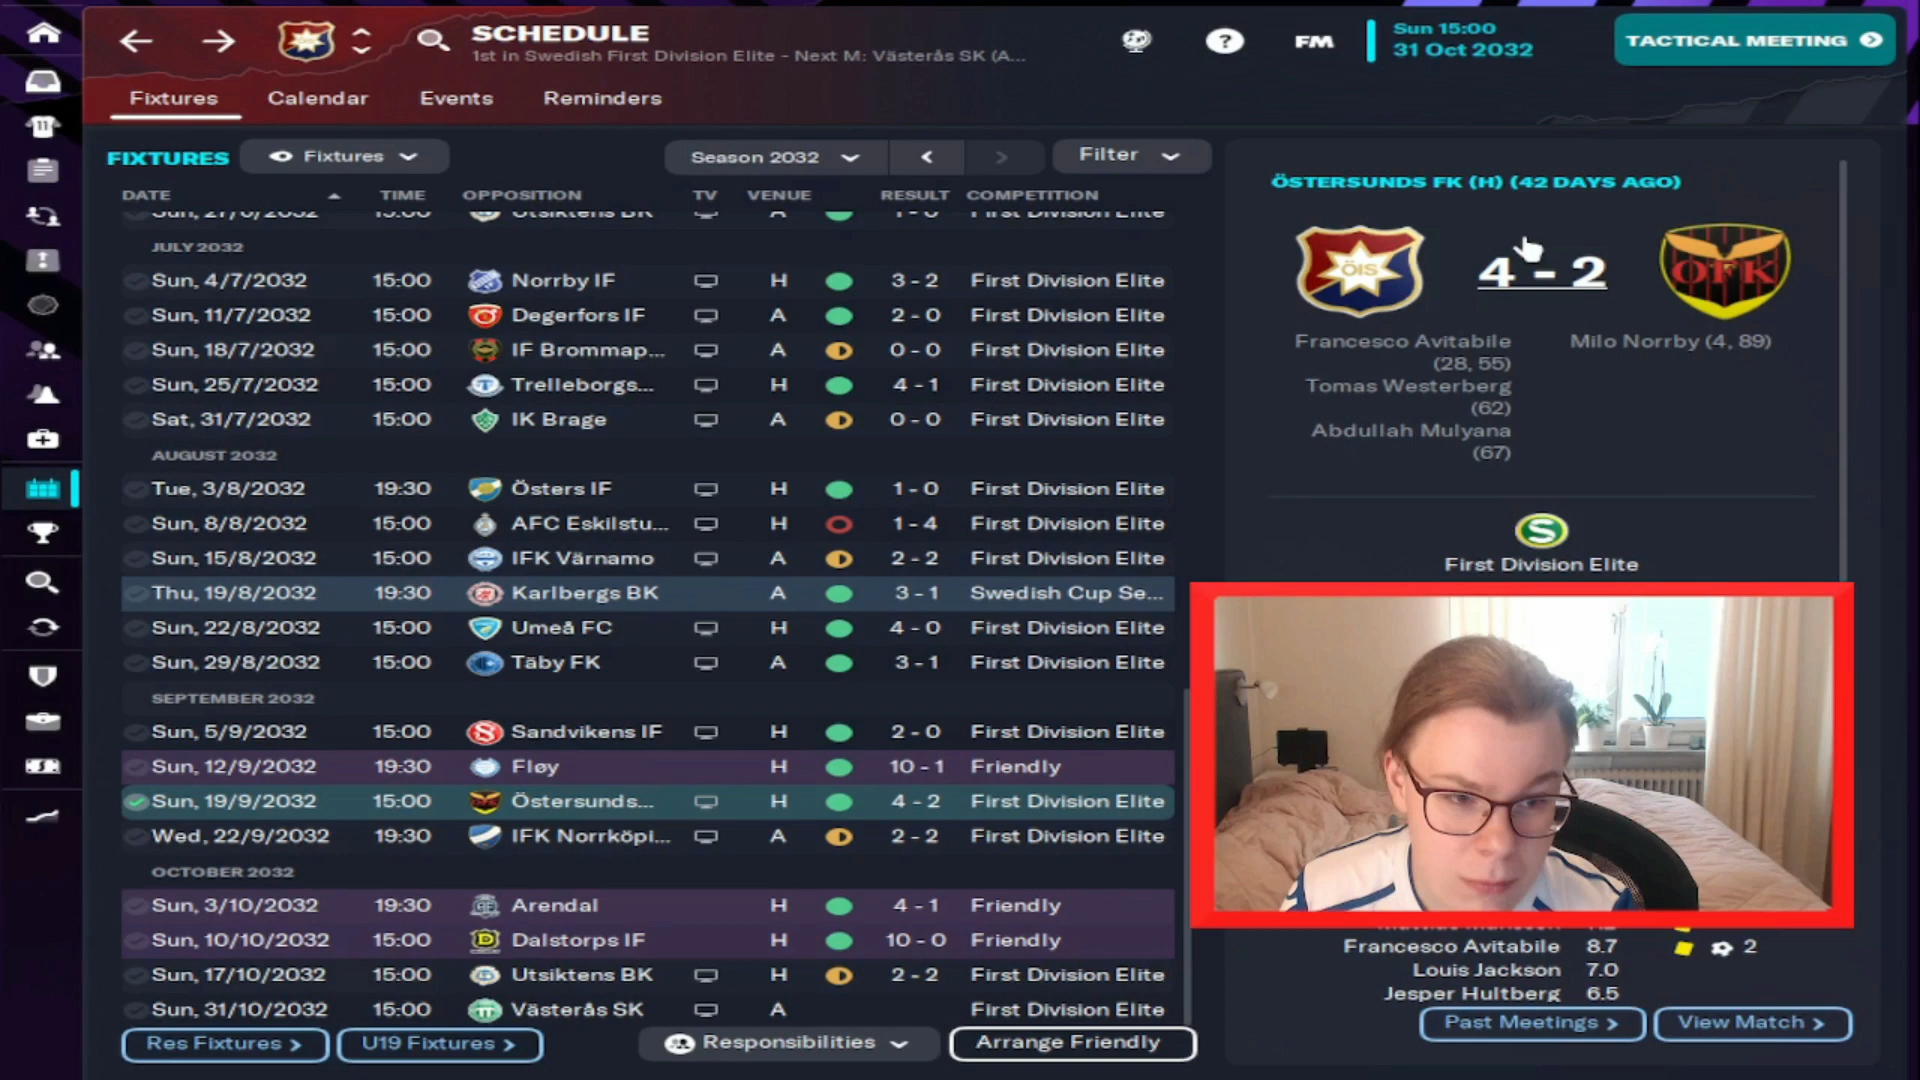 SCHEDULE
1st in Swedish First Division Elite - Next M: Västerås SK (A...
FM
Sun 15:00
31 Oct 2032
TACTICAL MEETING
Fixtures Calendar Events Reminders
FIXTURES Fixtures Season 2032 Filter
DATE TIME OPPOSITION TV VENUE RESULT COMPETITION
Sun, 27/6/2032 15:00 Utsiktens BK A 1 - 0 First Division Elite
JULY 2032
Sun, 4/7/2032 15:00 Norrby IF H 3 - 2 First Division Elite
Sun, 11/7/2032 15:00 Degerfors IF A 2 - 0 First Division Elite
Sun, 18/7/2032 15:00 IF Brommap... A 0 - 0 First Division Elite
Sun, 25/7/2032 15:00 Trelleborgs... H 4 - 1 First Division Elite
Sat, 31/7/2032 15:00 IK Brage A 0 - 0 First Division Elite
AUGUST 2032
Tue, 3/8/2032 19:30 Östers IF H 1 - 0 First Division Elite
Sun, 8/8/2032 15:00 AFC Eskilstu... H 1 - 4 First Division Elite
Sun, 15/8/2032 15:00 IFK Värnamo A 2 - 2 First Division Elite
Thu, 19/8/2032 19:30 Karlbergs BK A 3 - 1 Swedish Cup Se...
Sun, 22/8/2032 15:00 Umeå FC H 4 - 0 First Division Elite
Sun, 29/8/2032 15:00 Täby FK A 3 - 1 First Division Elite
SEPTEMBER 2032
Sun, 5/9/2032 15:00 Sandvikens IF H 2 - 0 First Division Elite
Sun, 12/9/2032 19:30 Fløy H 10 - 1 Friendly
Sun, 19/9/2032 15:00 Östersunds... H 4 - 2 First Division Elite
Wed, 22/9/2032 19:30 IFK Norrköpi... A 2 - 2 First Division Elite
OCTOBER 2032
Sun, 3/10/2032 19:30 Arendal H 4 - 1 Friendly
Sun, 10/10/2032 15:00 Dalstorps IF H 10 - 0 Friendly
Sun, 17/10/2032 15:00 Utsiktens BK H 2 - 2 First Division Elite
Sun, 31/10/2032 15:00 Västerås SK A First Division Elite
Res Fixtures > U19 Fixtures > Responsibilities Arrange Friendly
ÖSTERSUNDS FK (H) (42 DAYS AGO)
ÖIS 4 - 2 OFK
Francesco Avitabile Milo Norrby (4, 89)
(28, 55)
Tomas Westerberg
(62)
Abdullah Mulyana
(67)
S
First Division Elite
Francesco Avitabile 8.7 2
Louis Jackson 7.0
Jesper Hultberg 6.5
Past Meetings > View Match >